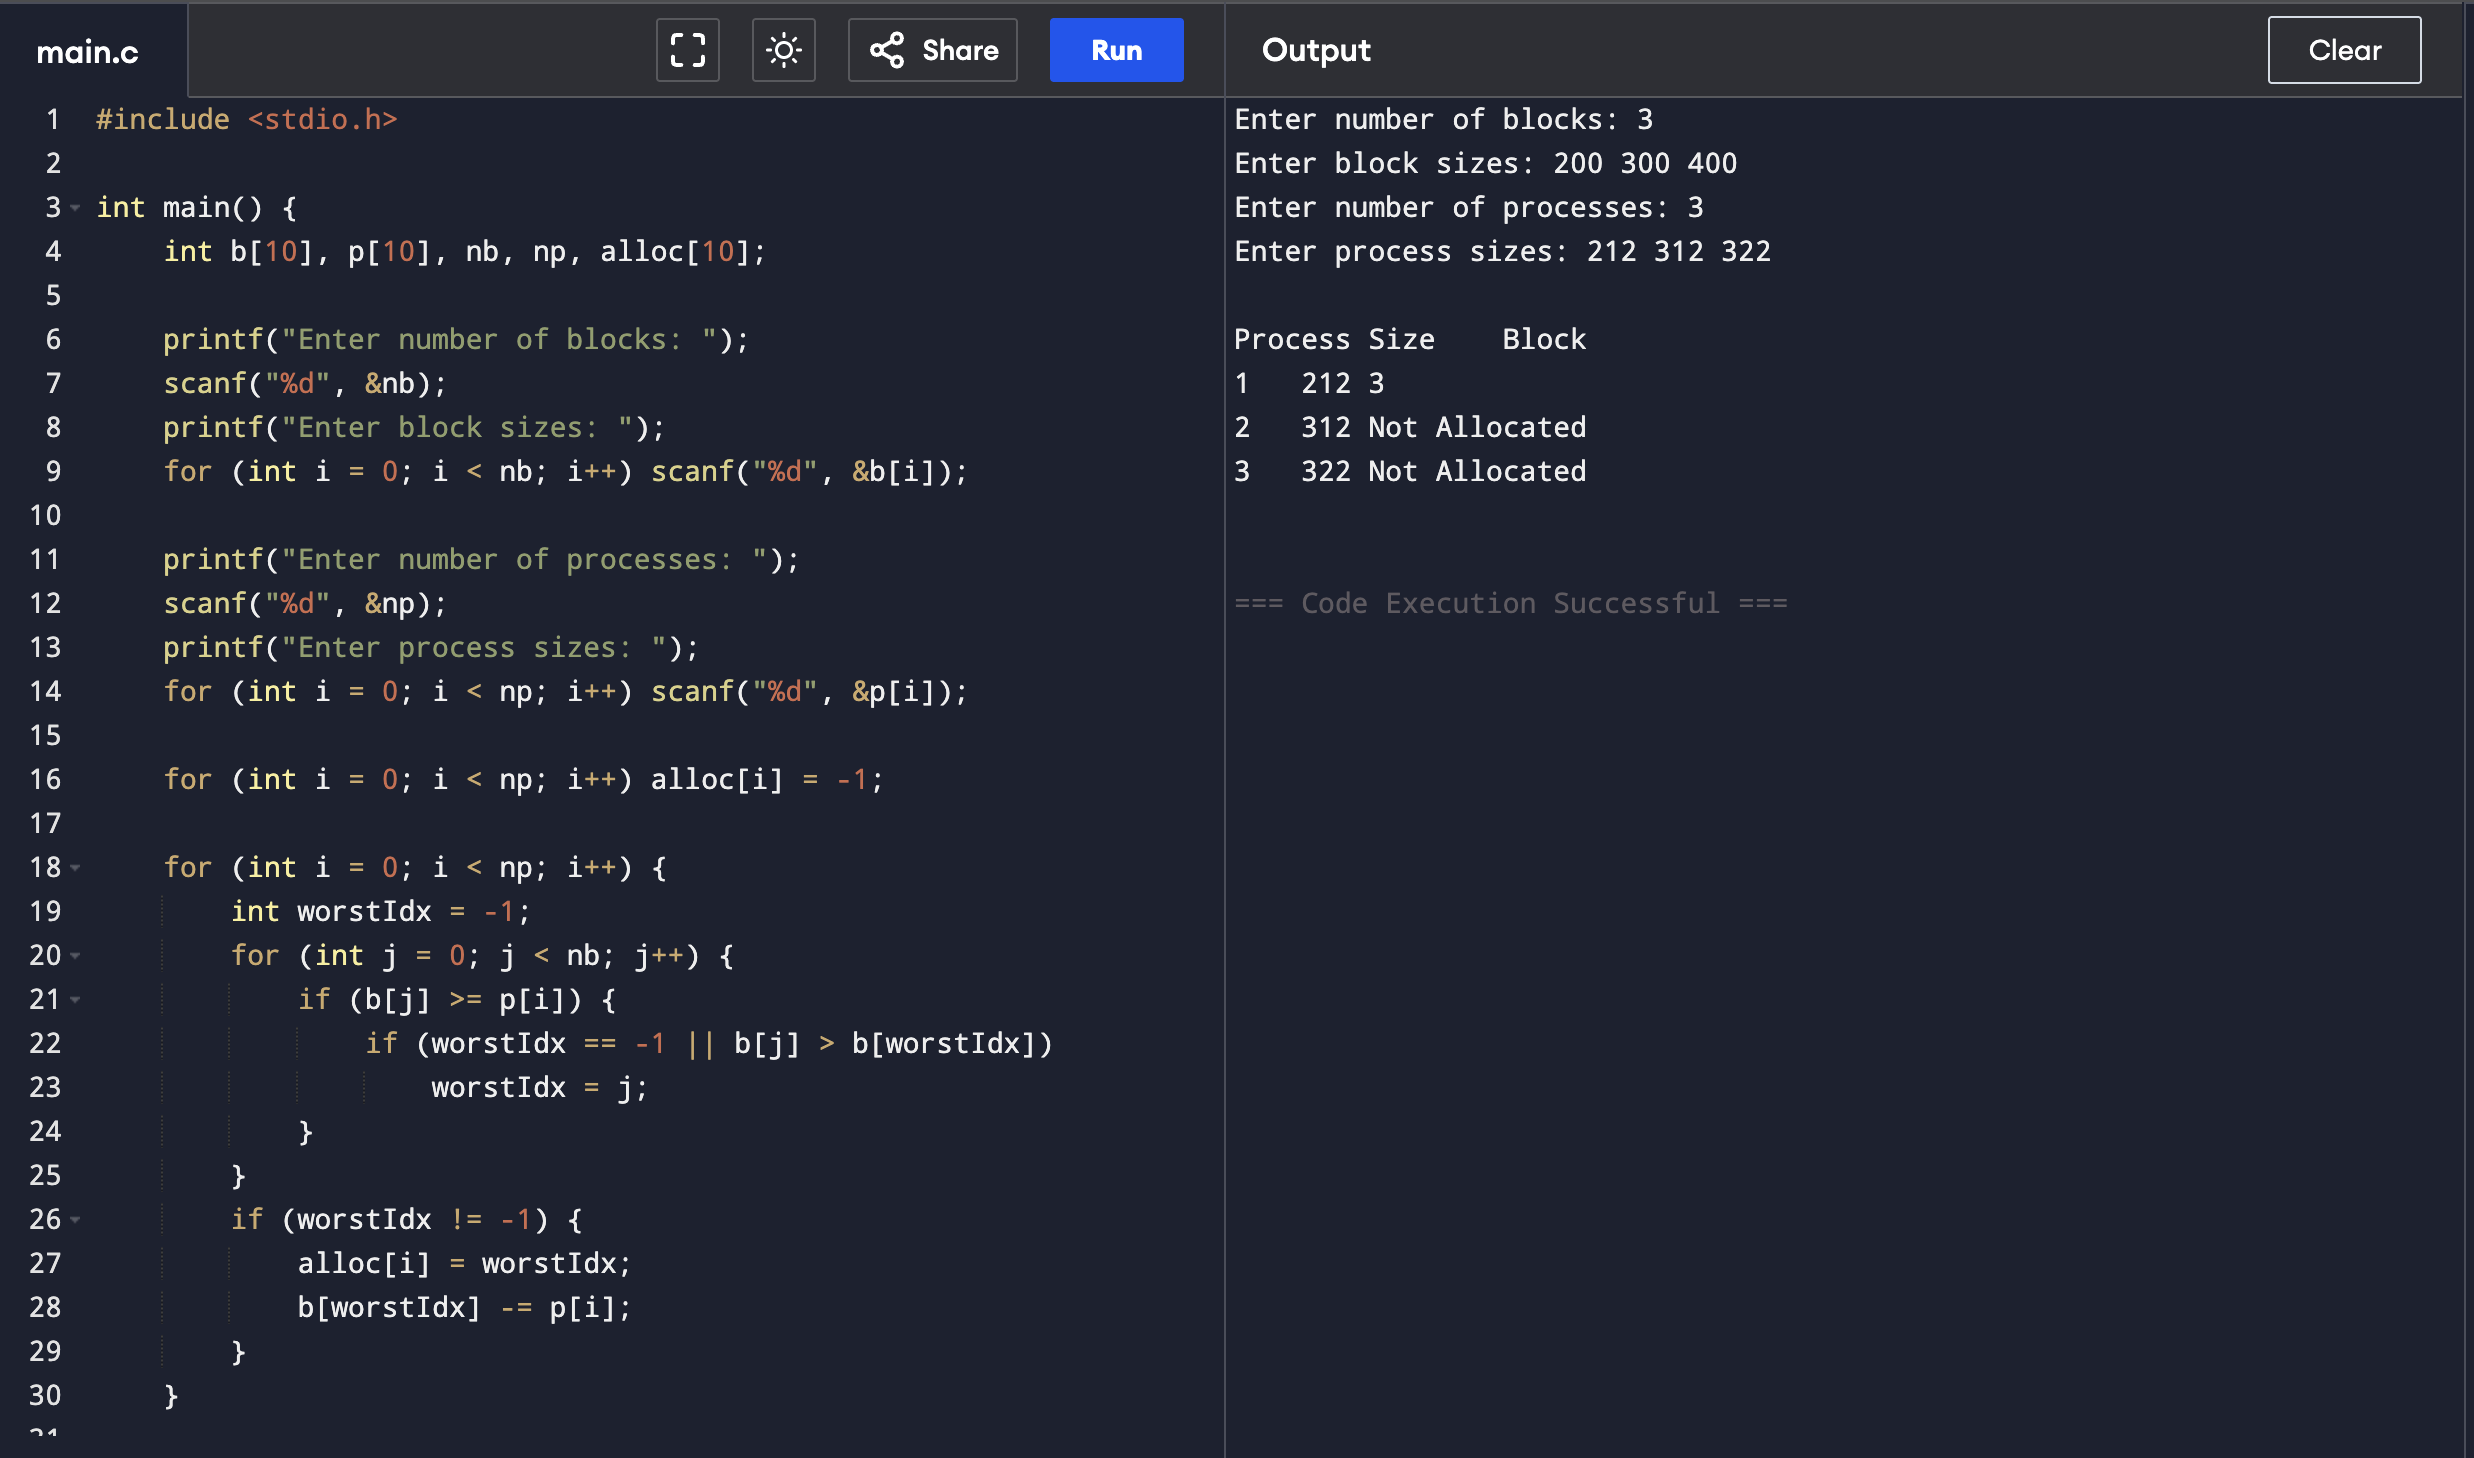 main.c
Share
Run
Output
Clear
1 #include <stdio.h>
2
3 int main() {
4     int b[10], p[10], nb, np, alloc[10];
5
6     printf("Enter number of blocks: ");
7     scanf("%d", &nb);
8     printf("Enter block sizes: ");
9     for (int i = 0; i < nb; i++) scanf("%d", &b[i]);
10
11     printf("Enter number of processes: ");
12     scanf("%d", &np);
13     printf("Enter process sizes: ");
14     for (int i = 0; i < np; i++) scanf("%d", &p[i]);
15
16     for (int i = 0; i < np; i++) alloc[i] = -1;
17
18     for (int i = 0; i < np; i++) {
19         int worstIdx = -1;
20         for (int j = 0; j < nb; j++) {
21             if (b[j] >= p[i]) {
22                 if (worstIdx == -1 || b[j] > b[worstIdx])
23                     worstIdx = j;
24             }
25         }
26         if (worstIdx != -1) {
27             alloc[i] = worstIdx;
28             b[worstIdx] -= p[i];
29         }
30     }
31
Enter number of blocks: 3
Enter block sizes: 200 300 400
Enter number of processes: 3
Enter process sizes: 212 312 322

Process Size    Block
1   212 3
2   312 Not Allocated
3   322 Not Allocated

=== Code Execution Successful ===